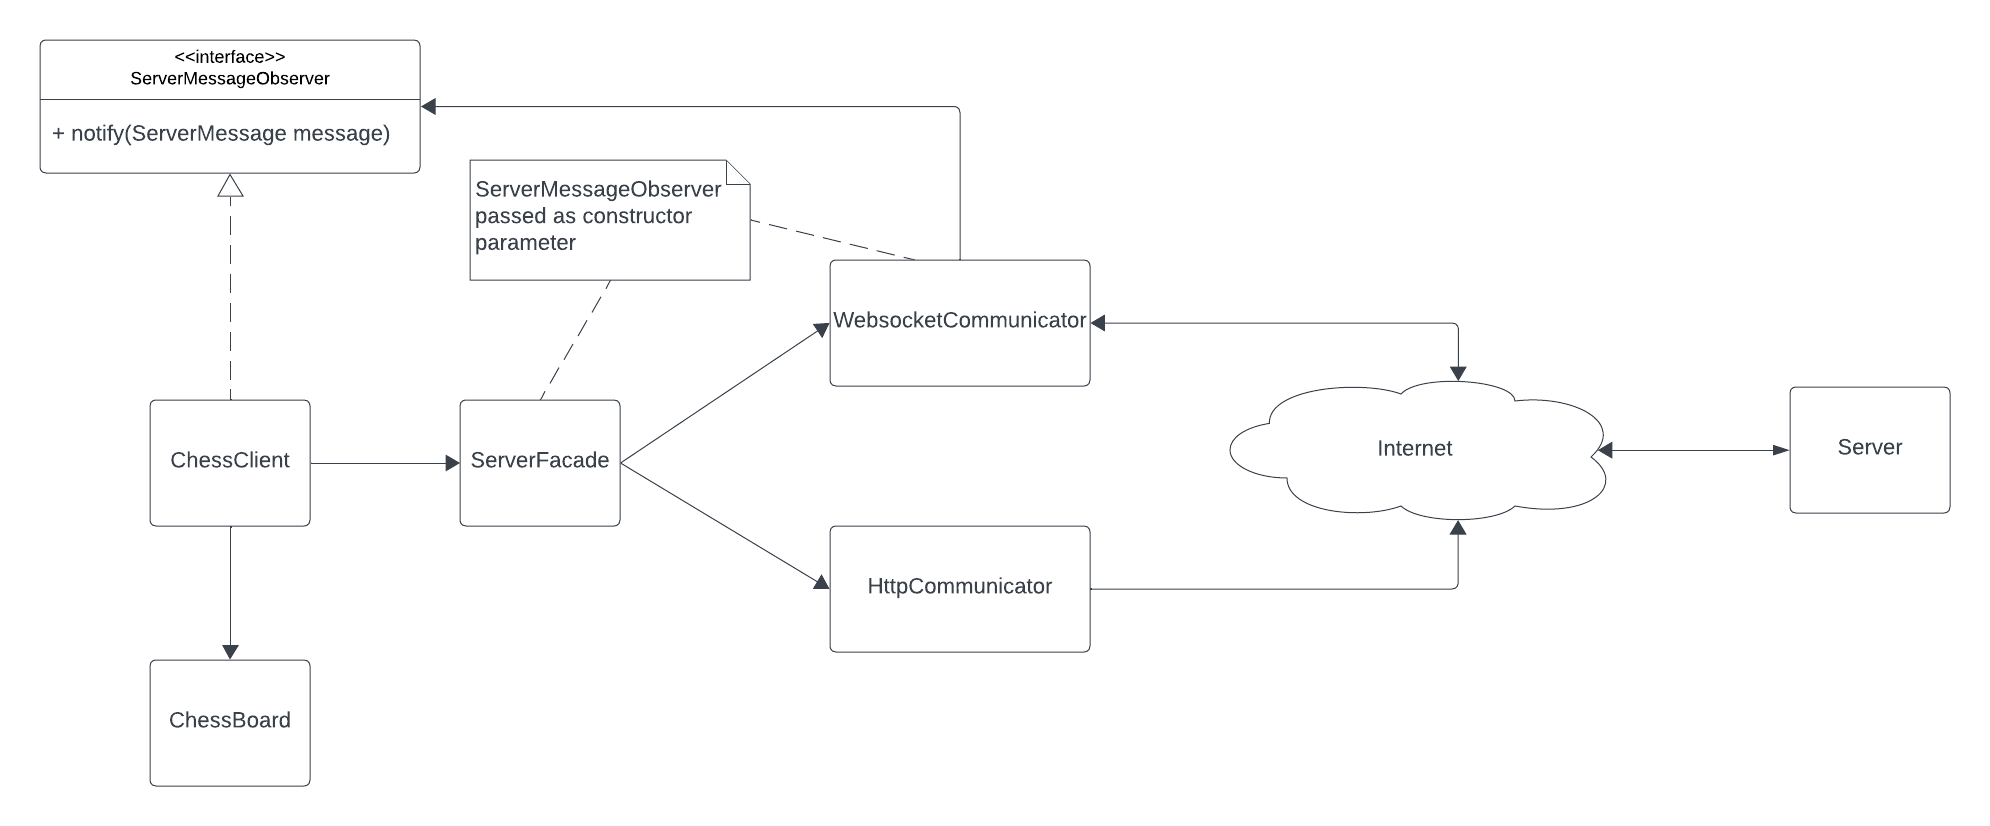 <<interface>>
ServerMessageObserver
+ notify(ServerMessage message)
ServerMessageObserver
passed as constructor
parameter
WebsocketCommunicator
ChessClient
ServerFacade
Internet
Server
HttpCommunicator
ChessBoard